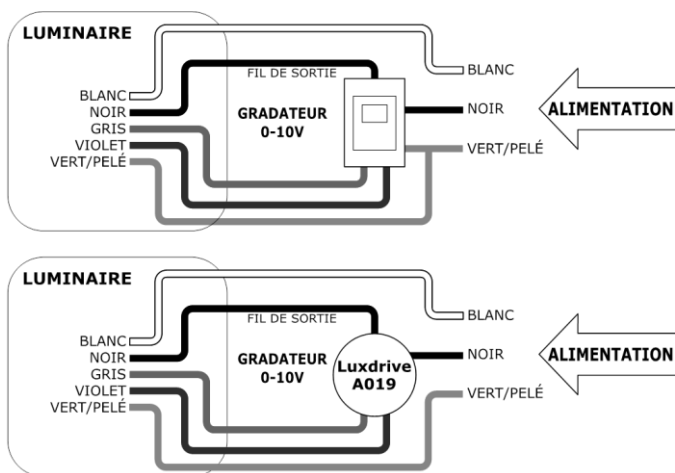 LUMINAIRE
FIL DE SORTIE
BLANC
BLANC
NOIR
GRADATEUR
0-10V
NOIR
ALIMENTATION
GRIS
VIOLET
VERT/PELÉ
VERT/PELÉ
LUMINAIRE
FIL DE SORTIE
BLANC
BLANC
NOIR
GRADATEUR
0-10V
Luxdrive
A019
NOIR
ALIMENTATION
GRIS
VIOLET
VERT/PELÉ
VERT/PELÉ